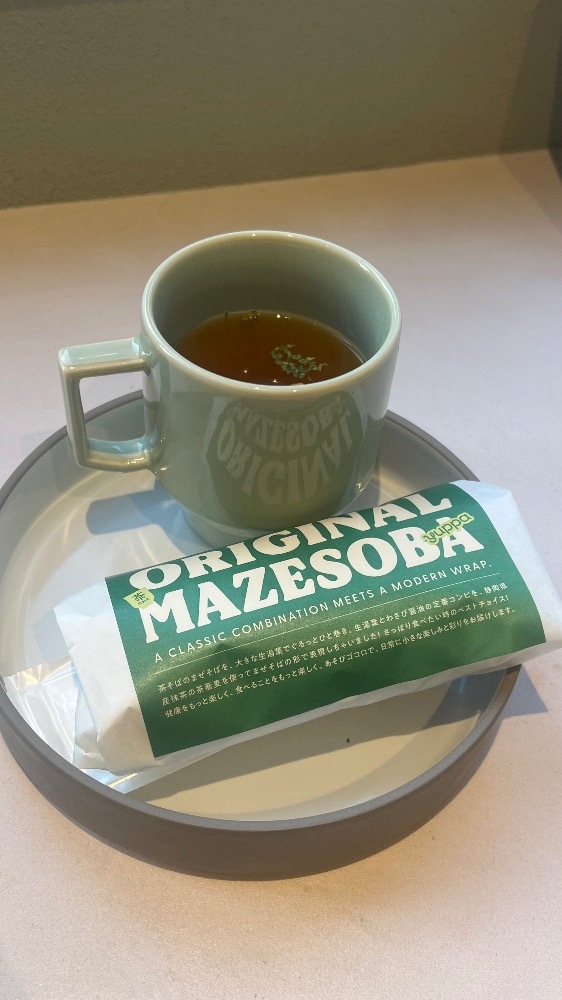 ORIGINAL
MAZESOBA
yuppa
茶
A CLASSIC COMBINATION MEETS A MODERN WRAP.
茶そばのまぜそばを、大きな生湯葉でぐるっとひと巻き。生湯葉とわさび醤油の定番コンビを、静岡県
産抹茶の茶蕎麦を使ってまぜそばの形で表現しちゃいました！さっぱり食べたい時のベストチョイス！
健康をもっと楽しく、食べることをもっと楽しく。あそびゴコロで、日常に小さな楽しみと彩りをお届けします。